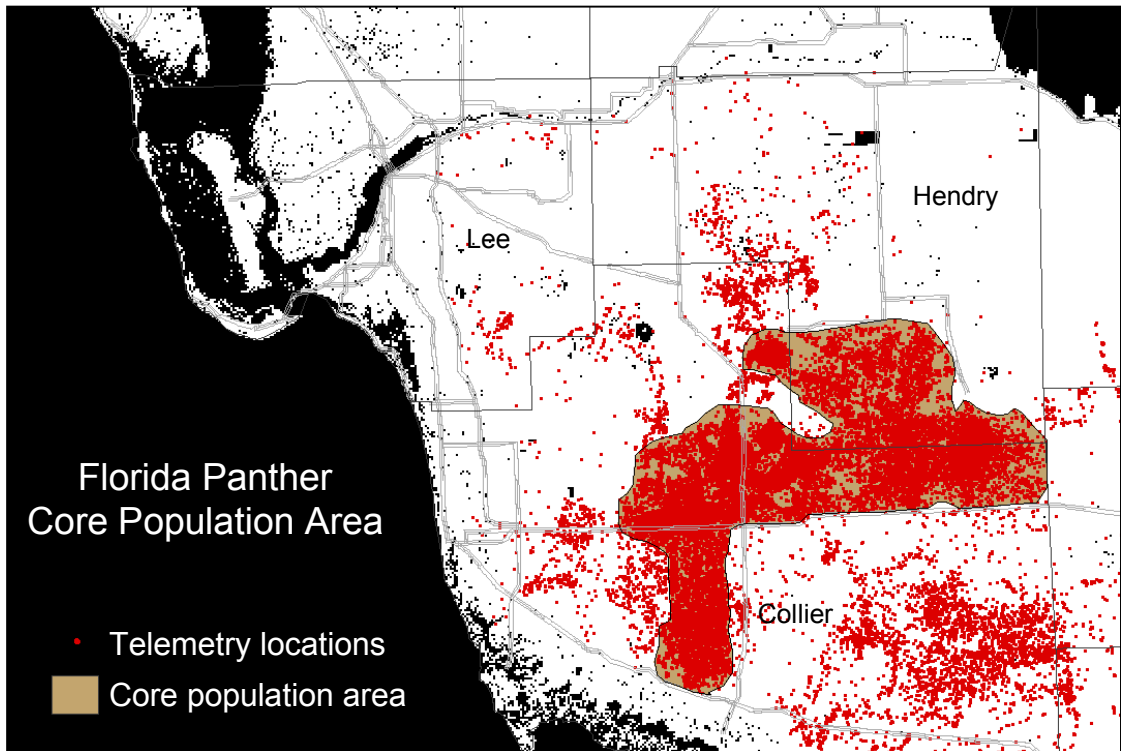 Hendry
Lee
Florida Panther
Core Population Area
Collier
Telemetry locations
Core population area